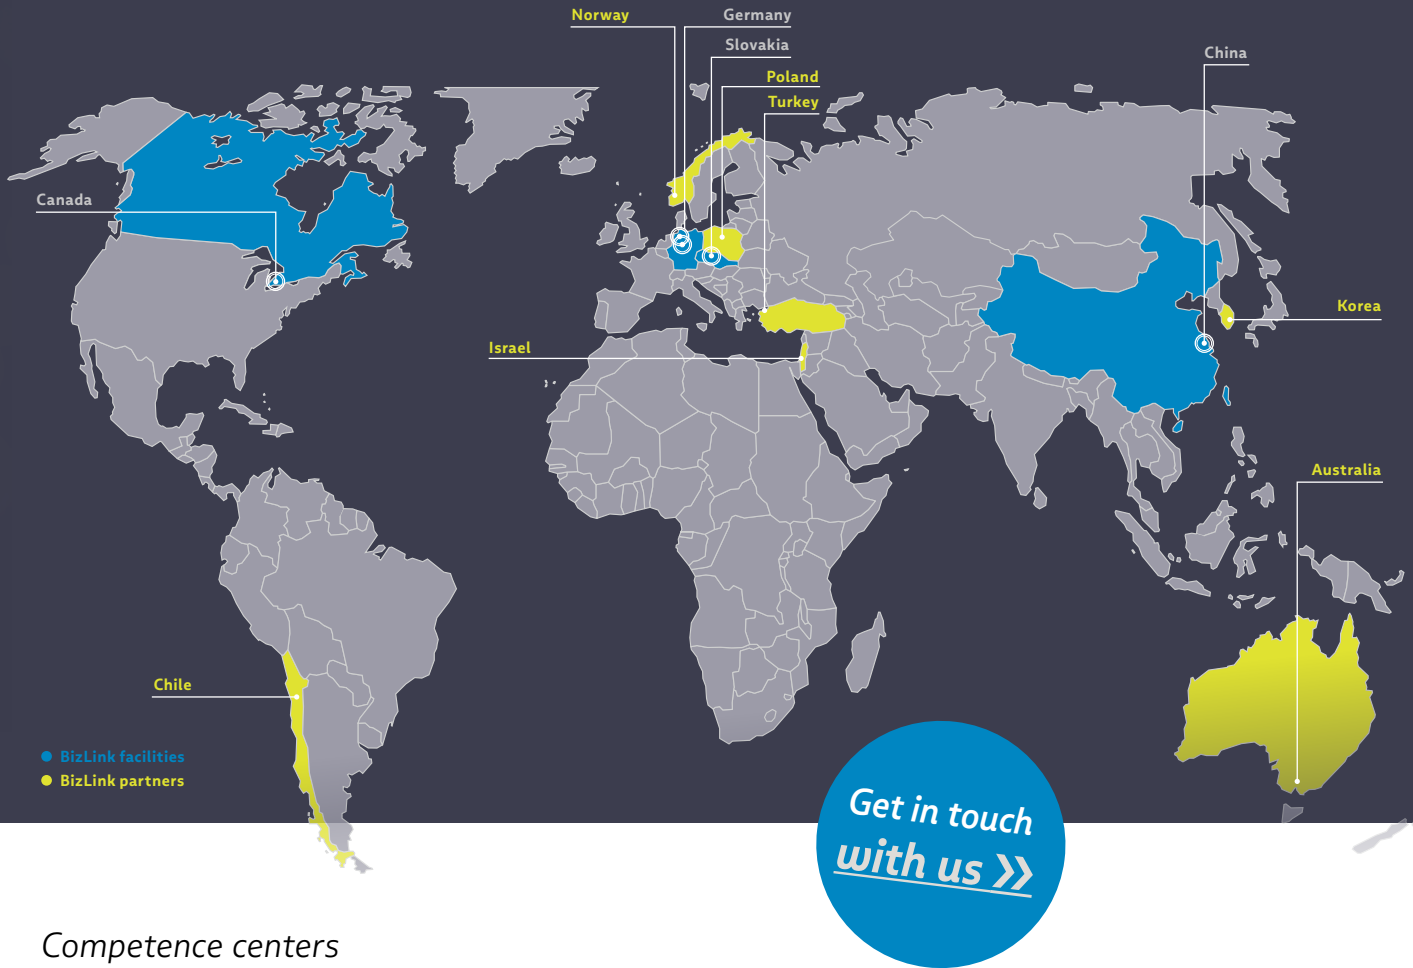 Norway
Germany
Slovakia
China
Poland
Turkey
Canada
Korea
Israel
Australia
Chile
BizLink facilities
BizLink partners
Get in touch
with us »
Competence centers